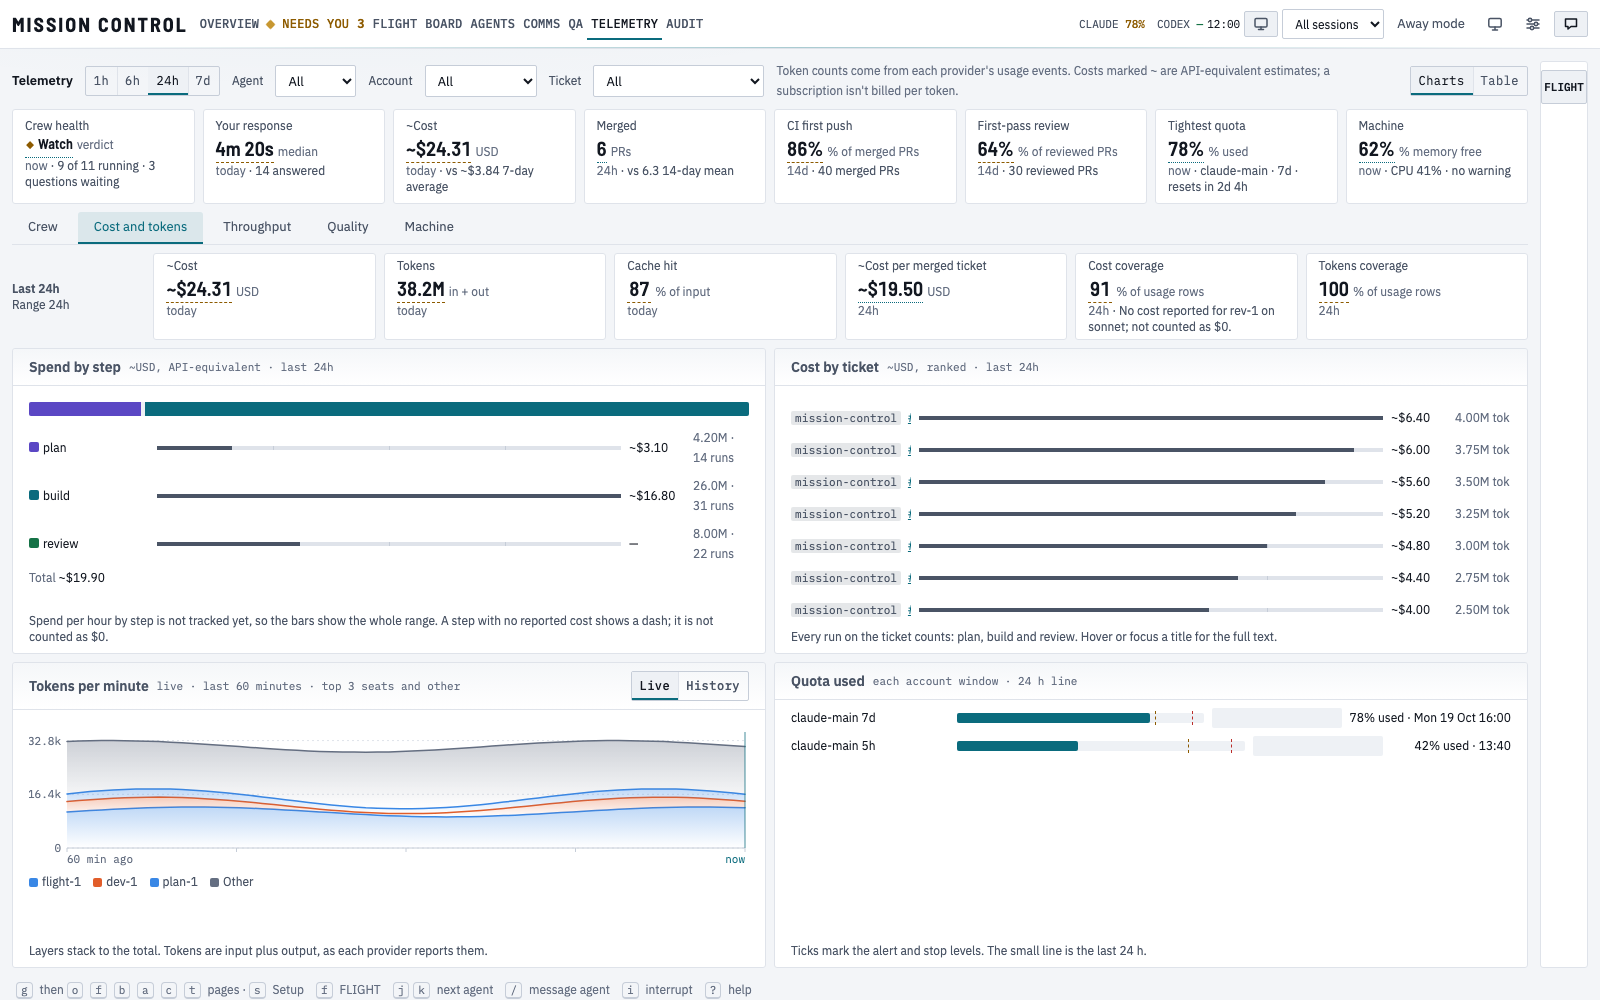 MISSION CONTROL OVERVIEW ◆ NEEDS YOU 3 FLIGHT BOARD AGENTS COMMS QA TELEMETRY AUDIT CLAUDE 78% CODEX — 12:00 All sessions Away mode
Telemetry 1h 6h 24h 7d Agent All Account All Ticket All
Token counts come from each provider's usage events. Costs marked ~ are API-equivalent estimates; a
subscription isn't billed per token.
Charts Table
FLIGHT
Crew health
◆ Watch verdict
now · 9 of 11 running · 3
questions waiting
Your response
4m 20s median
today · 14 answered
~Cost
~$24.31 USD
today · vs ~$3.84 7-day
average
Merged
6 PRs
24h · vs 6.3 14-day mean
CI first push
86% % of merged PRs
14d · 40 merged PRs
First-pass review
64% % of reviewed PRs
14d · 30 reviewed PRs
Tightest quota
78% % used
now · claude-main · 7d ·
resets in 2d 4h
Machine
62% % memory free
now · CPU 41% · no warning
Crew Cost and tokens Throughput Quality Machine
Last 24h
Range 24h
~Cost
~$24.31 USD
today
Tokens
38.2M in + out
today
Cache hit
87 % of input
today
~Cost per merged ticket
~$19.50 USD
24h
Cost coverage
91 % of usage rows
24h · No cost reported for rev-1 on
sonnet; not counted as $0.
Tokens coverage
100 % of usage rows
24h
Spend by step ~USD, API-equivalent · last 24h
plan ~$3.10 4.20M ·
14 runs
build ~$16.80 26.0M ·
31 runs
review — 8.00M ·
22 runs
Total ~$19.90
Spend per hour by step is not tracked yet, so the bars show the whole range. A step with no reported cost shows a dash; it is not
counted as $0.
Cost by ticket ~USD, ranked · last 24h
mission-control ~$6.40 4.00M tok
mission-control ~$6.00 3.75M tok
mission-control ~$5.60 3.50M tok
mission-control ~$5.20 3.25M tok
mission-control ~$4.80 3.00M tok
mission-control ~$4.40 2.75M tok
mission-control ~$4.00 2.50M tok
Every run on the ticket counts: plan, build and review. Hover or focus a title for the full text.
Tokens per minute live · last 60 minutes · top 3 seats and other Live History
32.8k
16.4k
0
60 min ago now
flight-1 dev-1 plan-1 Other
Layers stack to the total. Tokens are input plus output, as each provider reports them.
Quota used each account window · 24 h line
claude-main 7d 78% used · Mon 19 Oct 16:00
claude-main 5h 42% used · 13:40
Ticks mark the alert and stop levels. The small line is the last 24 h.
g then o f b a c t pages · s Setup f FLIGHT j k next agent / message agent i interrupt ? help